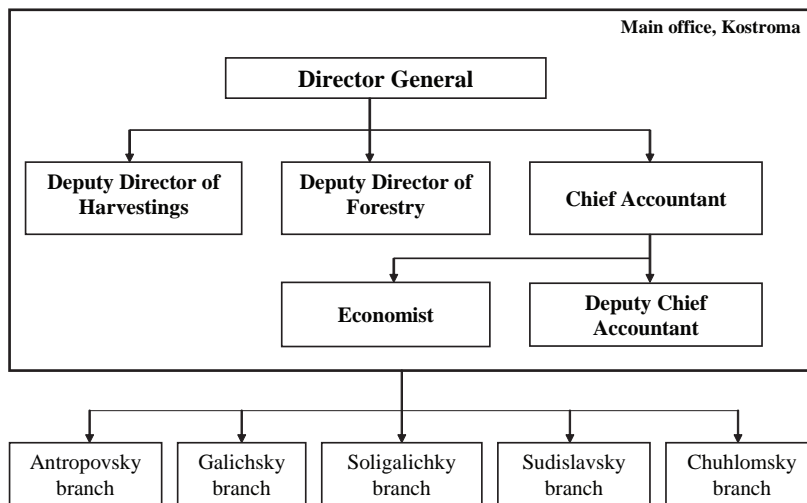 Main office, Kostroma
Director General
Deputy Director of
Harvestings
Deputy Director of
Forestry
Chief Accountant
Economist
Deputy Chief
Accountant
Antropovsky
branch
Galichsky
branch
Soligalichky
branch
Sudislavsky
branch
Chuhlomsky
branch